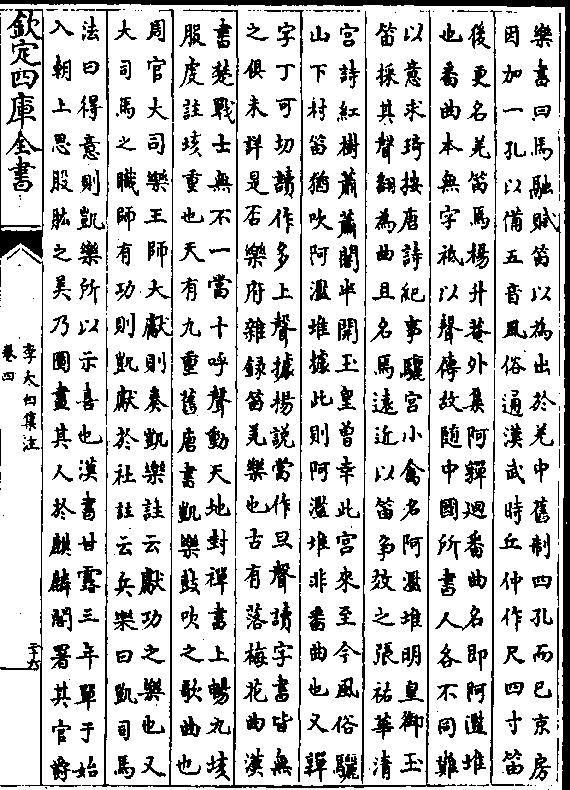 樂書曰馬融賦笛以為出於羌中舊制四孔而已京房
因加一孔以備五音風俗通漢武時丘仲作尺四寸笛
後更名羌笛焉楊升菴外集阿嚲迴番曲名即阿濫堆
也番曲本無字祗以聲傳故隨中國所書人各不同難
以意求琦按唐詩紀事驪宮小禽名阿濫堆明皇御玉
笛採其聲翻為曲且名焉遠近以笛争效之張祐華清
宮詩紅樹蕭蕭閣半開玉皇曾幸此宮來至今風俗驪
山下村笛猶吹阿濫堆據此則阿濫堆非番曲也又嚲
字丁可切讀作多上聲據楊説當作旦聲讀字書皆無
之俱未詳是否樂府雜録笛羌樂也古有落梅花曲漢
書楚戰士無不一當十呼聲動天地封禪書上暢九垓
服虔註垓重也天有九重舊唐書凱樂鼓吹之歌曲也
周官大司樂王師大獻則奏凱樂註云獻功之樂也又
大司馬之職師有功則凱獻於社註云兵樂曰凱司馬
法曰得意則凱樂所以示喜也漢書甘露三年單于始
入朝上思股肱之美乃圖畫其人於麒麟閣署其官爵
欽定四庫全書
李太白集注
卷四